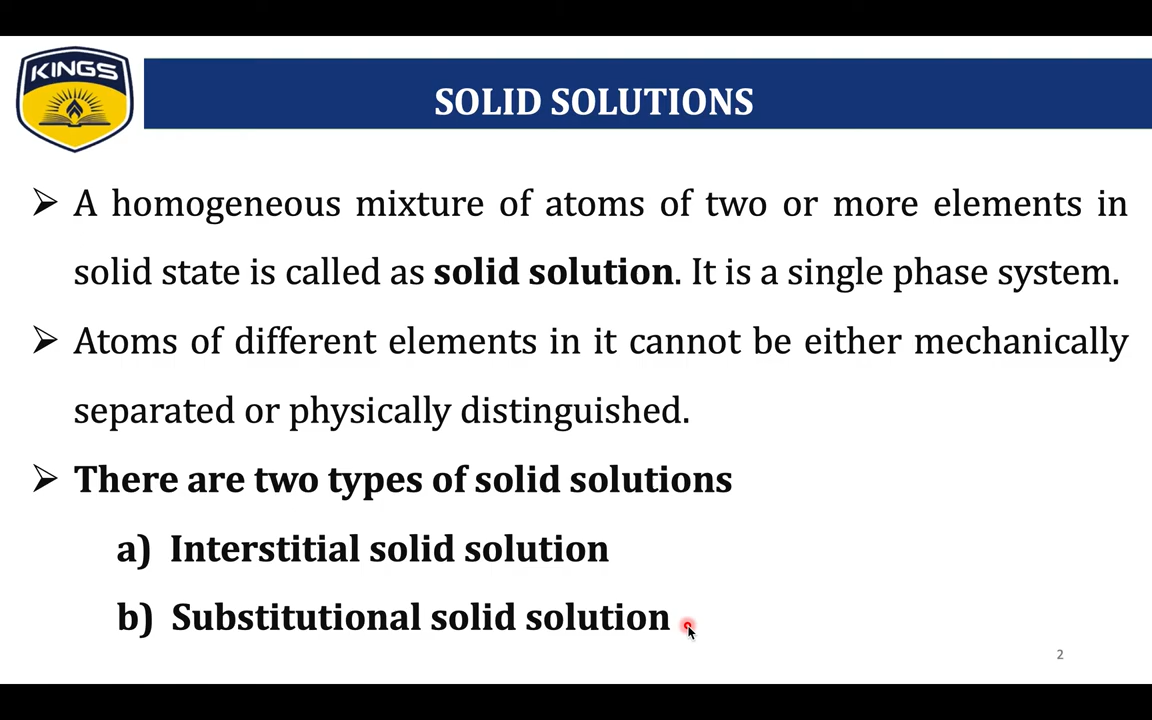 KINGS
SOLID SOLUTIONS
➢ A homogeneous mixture of atoms of two or more elements in
solid state is called as solid solution. It is a single phase system.
➢ Atoms of different elements in it cannot be either mechanically
separated or physically distinguished.
➢ There are two types of solid solutions
a) Interstitial solid solution
b) Substitutional solid solution
2